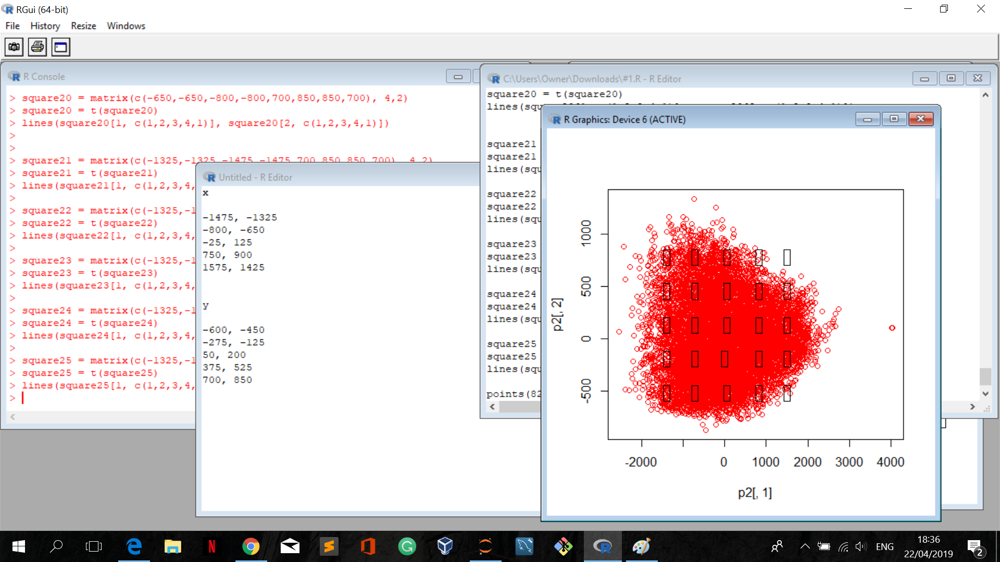 RGui (64-bit)
File History Resize Windows
R Console
> square20 = matrix(c(-650,-650,-800,-800,700,850,850,700), 4,2)
> square20 = t(square20)
> lines(square20[1, c(1,2,3,4,1)], square20[2, c(1,2,3,4,1)])
>
>
> square21 = matrix(c(-1325,-1325,-1475,-1475,700,850,850,700), 4,2)
> square21 = t(square21)
> lines(square21[1, c(1,2,3,4,
>
> square22 = matrix(c(-1325,-1
> square22 = t(square22)
> lines(square22[1, c(1,2,3,4,
>
> square23 = matrix(c(-1325,-1
> square23 = t(square23)
> lines(square23[1, c(1,2,3,4,
>
> square24 = matrix(c(-1325,-1
> square24 = t(square24)
> lines(square24[1, c(1,2,3,4,
>
> square25 = matrix(c(-1325,-1
> square25 = t(square25)
> lines(square25[1, c(1,2,3,4,
>
Untitled - R Editor
x
-1475, -1325
-800, -650
-25, 125
750, 900
1575, 1425
y
-600, -450
-275, -125
50, 200
375, 525
700, 850
C:\Users\Owner\Downloads\#1.R - R Editor
square20 = t(square20)
lines(squ
square21
square21
lines(squ
square22
square22
lines(squ
square23
square23
lines(squ
square24
square24
lines(squ
square25
square25
lines(squ
points(82
R Graphics: Device 6 (ACTIVE)
1000
500
0
-500
p2[, 2]
-2000 0 1000 2000 3000 4000
p2[, 1]
ENG
18:36
22/04/2019
2